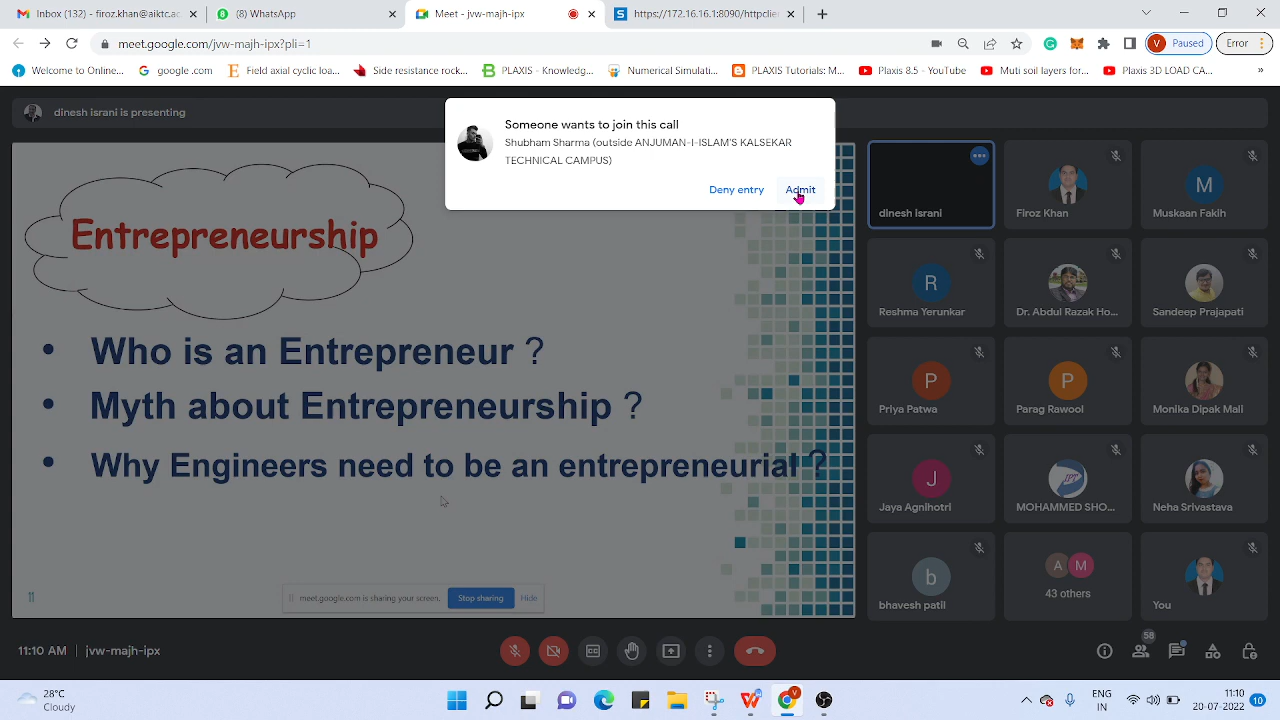 Inbox (132) - firoz.khan@aiktc.ac
(8) WhatsApp
Meet - jvw-majh-ipx
https://172.16.16.1:8090/httpclie
meet.google.com/jvw-majh-ipx?pli=1
V Paused
Error
Welcome to Online...
google.com
Field axle cyclic loa...
Side resistance rock...
PLAXIS - Knowledg...
Numerical Simulati...
PLAXIS Tutorials: M...
Plaxis 8.5 - YouTube
Muti soil layers for...
Plaxis 3D LOAD CA...
»
dinesh israni is presenting
Someone wants to join this call
Shubham Sharma (outside ANJUMAN-I-ISLAM'S KALSEKAR
TECHNICAL CAMPUS)
Deny entry
Admit
Entrepreneurship
• Who is an Entrepreneur ?
• Myth about Entrepreneurship ?
• Why Engineers need to be an entrepreneurial ?
11
meet.google.com is sharing your screen.
Stop sharing
Hide
dinesh israni
Firoz Khan
M
Muskaan Fakih
R
Reshma Yerunkar
Dr. Abdul Razak Ho...
Sandeep Prajapati
P
Priya Patwa
P
Parag Rawool
Monika Dipak Mali
J
Jaya Agnihotri
MOHAMMED SHO...
Neha Srivastava
b
bhavesh patil
A M
43 others
You
11:10 AM | jvw-majh-ipx
58
28°C
Cloudy
ENG
IN
11:10
20-07-2022
10